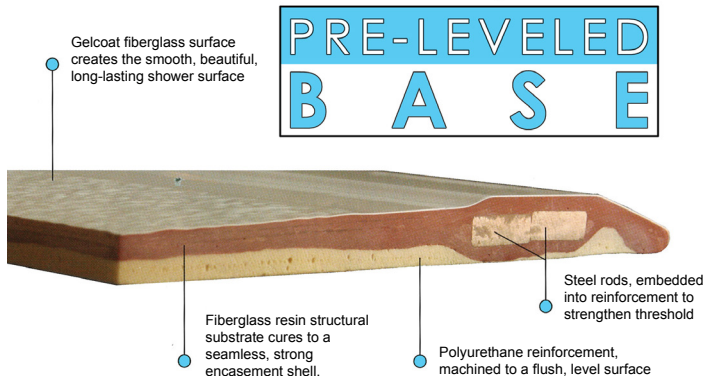 Gelcoat fiberglass surface
creates the smooth, beautiful,
long-lasting shower surface
PRE-LEVELED
BASE
Steel rods, embedded
into reinforcement to
strengthen threshold
Fiberglass resin structural
substrate cures to a
seamless, strong
encasement shell.
Polyurethane reinforcement,
machined to a flush, level surface